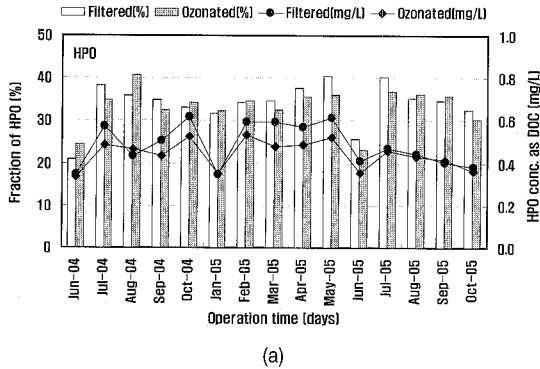 Filtered(%) Ozonated(%) Filtered(mg/L) Ozonated(mg/L)
HPO
Fraction of HPO (%)
50
40
30
20
10
0
HPO conc. as DOC (mg/L)
1.0
0.8
0.6
0.4
0.2
0.0
Jun-04 Jul-04 Aug-04 Sep-04 Oct-04 Jan-05 Feb-05 Mar-05 Apr-05 May-05 Jun-05 Jul-05 Aug-05 Sep-05 Oct-05
Operation time (days)
(a)